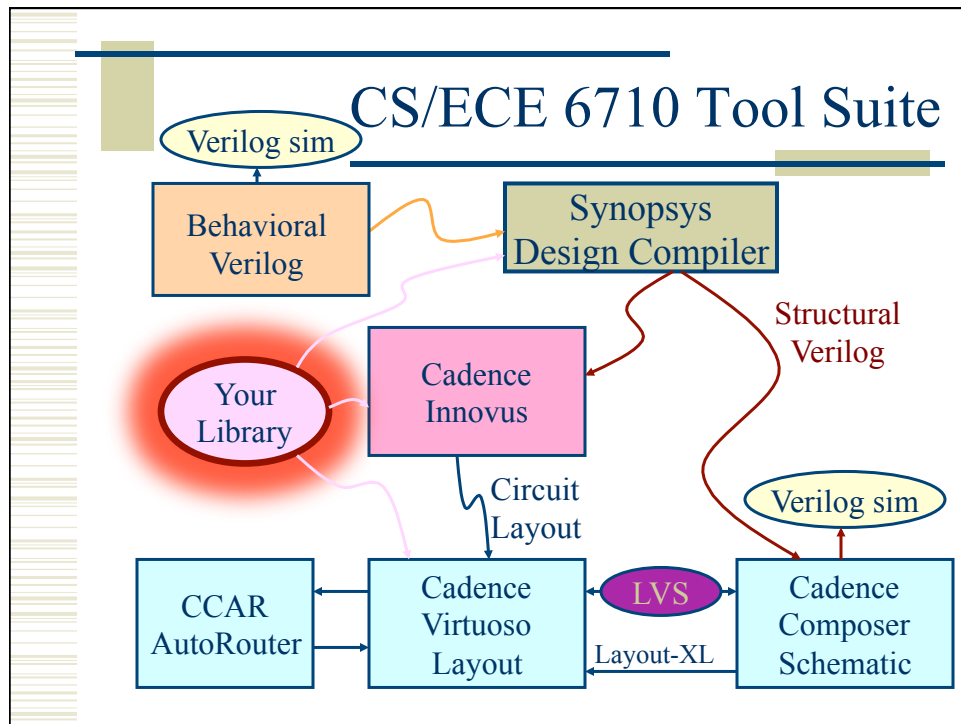 CS/ECE 6710 Tool Suite
Verilog sim
Behavioral
Verilog
Synopsys
Design Compiler
Structural
Verilog
Your
Library
Cadence
Innovus
Circuit
Layout
Verilog sim
CCAR
AutoRouter
Cadence
Virtuoso
Layout
LVS
Layout-XL
Cadence
Composer
Schematic